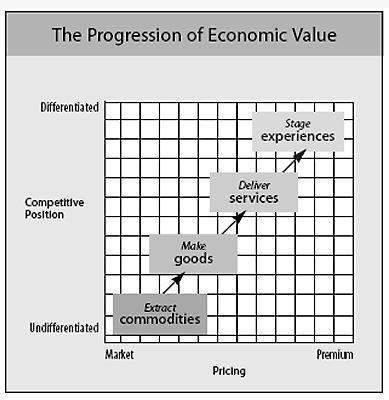 The Progression of Economic Value
Differentiated
Stage
experiences
Deliver
services
Competitive
Position
Make
goods
Extract
commodities
Undifferentiated
Market
Premium
Pricing